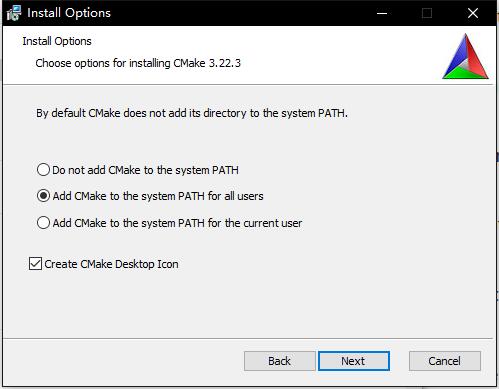 Install Options
Install Options
Choose options for installing CMake 3.22.3
By default CMake does not add its directory to the system PATH.
Do not add CMake to the system PATH
Add CMake to the system PATH for all users
Add CMake to the system PATH for the current user
Create CMake Desktop Icon
Back Next Cancel